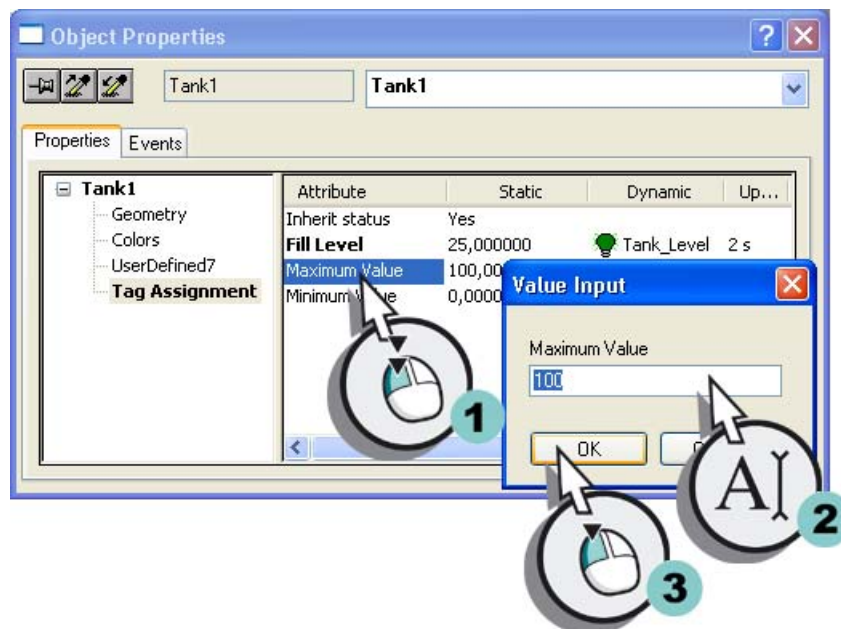 Object Properties
Tank1 Tank1
Properties Events
Tank1
Geometry
Colors
UserDefined7
Tag Assignment
Attribute Static Dynamic Up...
Inherit status Yes
Fill Level 25,000000 Tank_Level 2 s
Maximum Value 100,00
Minimum 0,0000
Value Input
Maximum Value
100
OK
1
A
2
3